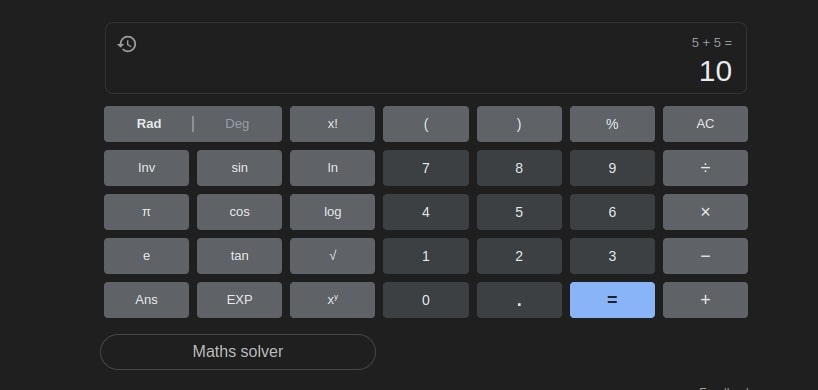 5 + 5 =
10
Rad | Deg x! ( ) % AC
Inv sin ln 7 8 9 ÷
π cos log 4 5 6 ×
e tan √ 1 2 3 −
Ans EXP xʸ 0 . = +
Maths solver